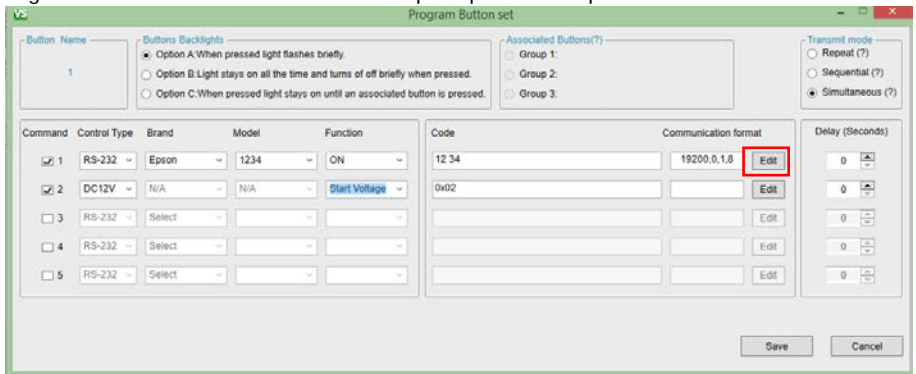 VS Program Button set
Button Name
1
Buttons Backlights
Option A:When pressed light flashes briefly.
Option B:Light stays on all the time and turns of off briefly when pressed.
Option C:When pressed light stays on until an associated button is pressed.
Associated Buttons(?)
Group 1:
Group 2:
Group 3:
Transmit mode
Repeat (?)
Sequential (?)
Simultaneous (?)
Command Control Type Brand Model Function Code Communication format Delay (Seconds)
1 RS-232 Epson 1234 ON 12 34 19200,0,1,8 Edit 0
2 DC12V N/A N/A Start Voltage 0x02 Edit 0
3 RS-232 Select Edit 0
4 RS-232 Select Edit 0
5 RS-232 Select Edit 0
Save Cancel